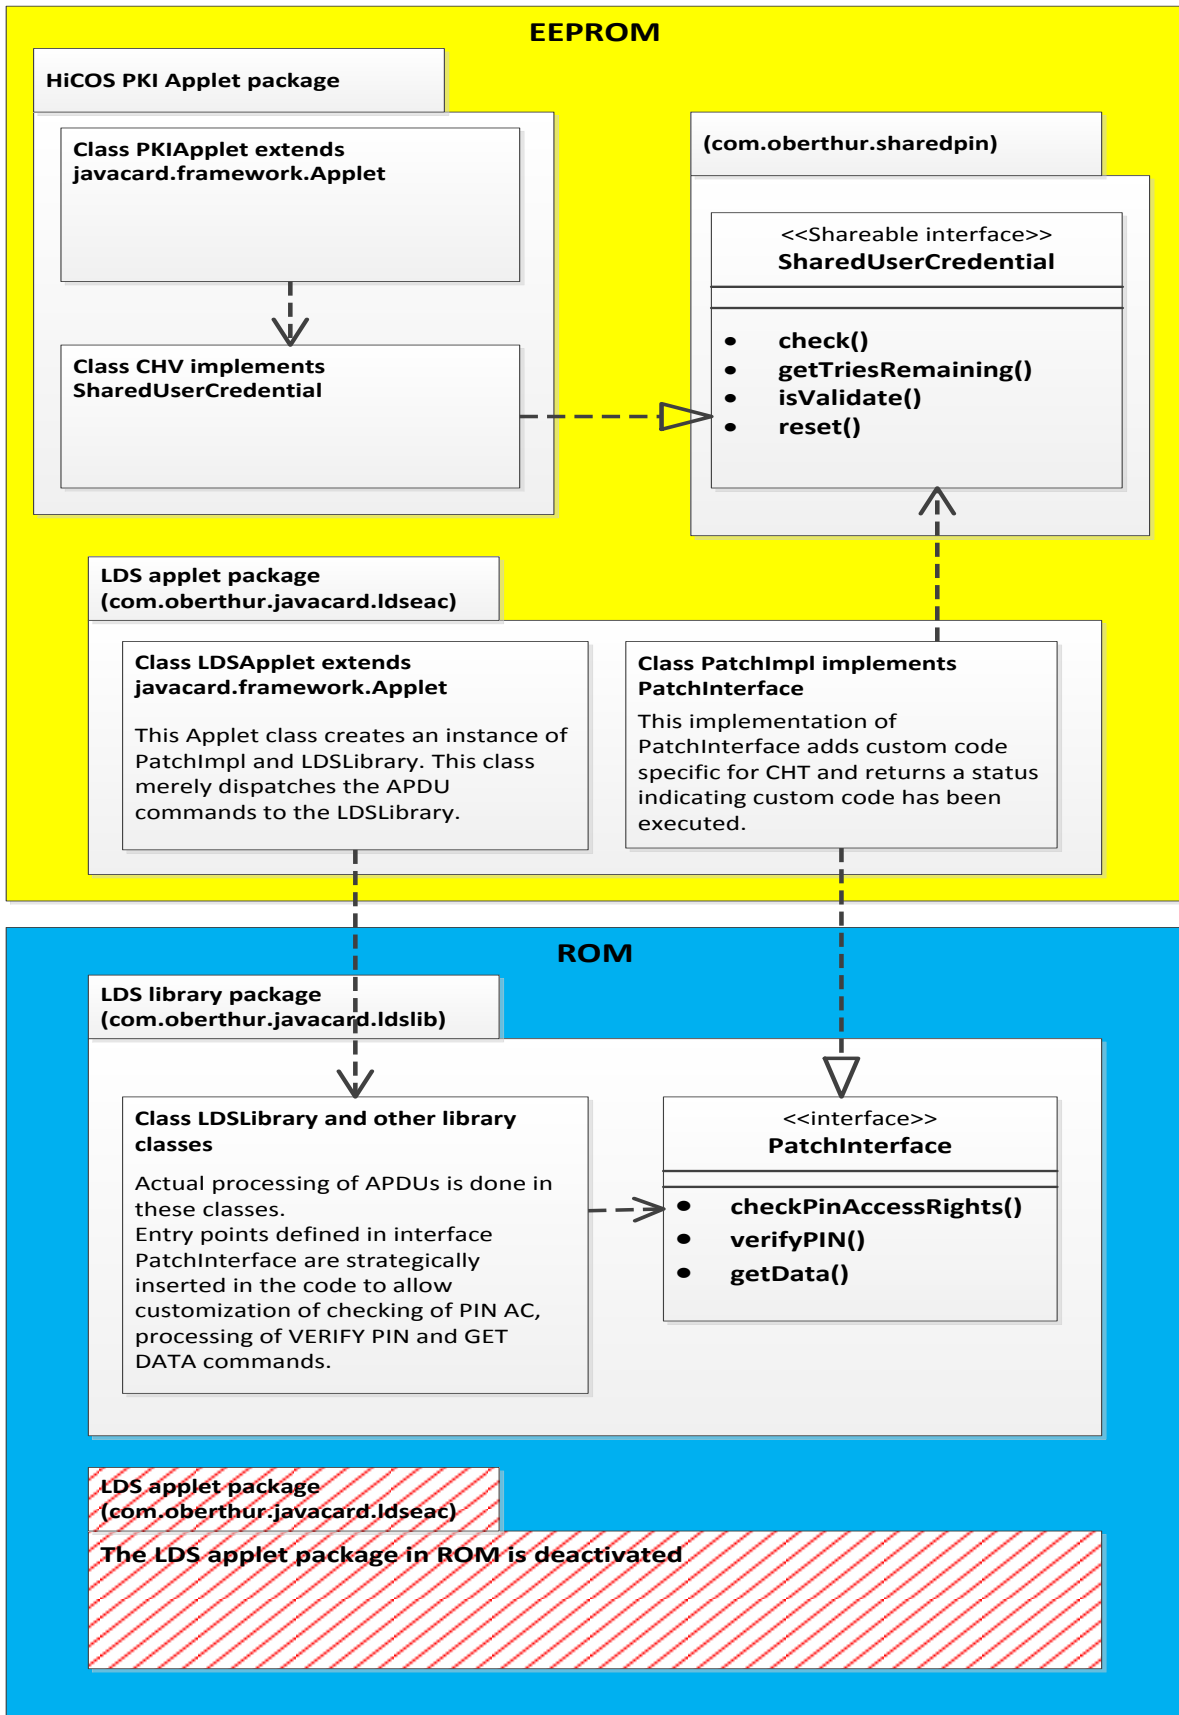 EEPROM
HiCOS PKI Applet package
Class PKIApplet extends
javacard.framework.Applet
Class CHV implements
SharedUserCredential
(com.oberthur.sharedpin)
<<Shareable interface>>
SharedUserCredential
• check()
• getTriesRemaining()
• isValidate()
• reset()
LDS applet package
(com.oberthur.javacard.ldseac)
Class LDSApplet extends
javacard.framework.Applet
This Applet class creates an instance of
PatchImpl and LDSLibrary. This class
merely dispatches the APDU
commands to the LDSLibrary.
Class PatchImpl implements
PatchInterface
This implementation of
PatchInterface adds custom code
specific for CHT and returns a status
indicating custom code has been
executed.
ROM
LDS library package
(com.oberthur.javacard.ldslib)
Class LDSLibrary and other library
classes
Actual processing of APDUs is done in
these classes.
Entry points defined in interface
PatchInterface are strategically
inserted in the code to allow
customization of checking of PIN AC,
processing of VERIFY PIN and GET
DATA commands.
<<interface>>
PatchInterface
• checkPinAccessRights()
• verifyPIN()
• getData()
LDS applet package
(com.oberthur.javacard.ldseac)
The LDS applet package in ROM is deactivated